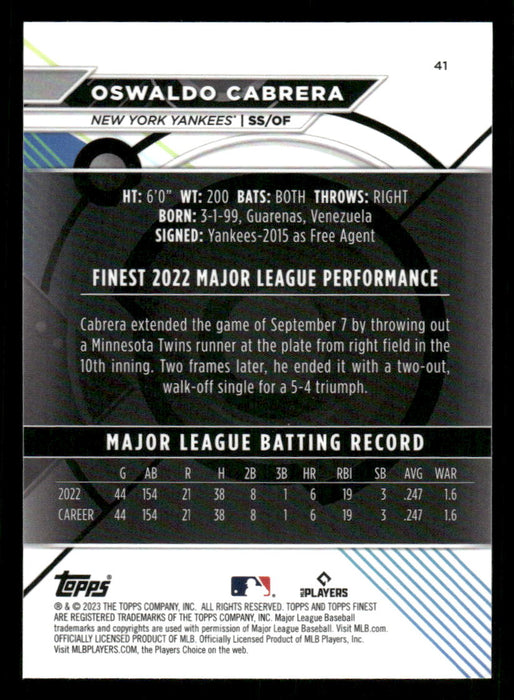 41
OSWALDO CABRERA
NEW YORK YANKEES® | SS/OF
HT: 6'0" WT: 200 BATS: BOTH THROWS: RIGHT
BORN: 3-1-99, Guarenas, Venezuela
SIGNED: Yankees-2015 as Free Agent
FINEST 2022 MAJOR LEAGUE PERFORMANCE
Cabrera extended the game of September 7 by throwing out
a Minnesota Twins runner at the plate from right field in the
10th inning. Two frames later, he ended it with a two-out,
walk-off single for a 5-4 triumph.
MAJOR LEAGUE BATTING RECORD
G AB R H 2B 3B HR RBI SB AVG WAR
2022 44 154 21 38 8 1 6 19 3 .247 1.6
CAREER 44 154 21 38 8 1 6 19 3 .247 1.6
Topps
MLB PLAYERS
® & © 2023 THE TOPPS COMPANY, INC. ALL RIGHTS RESERVED. TOPPS AND TOPPS FINEST
ARE REGISTERED TRADEMARKS OF THE TOPPS COMPANY, INC. Major League Baseball
trademarks and copyrights are used with permission of Major League Baseball. Visit MLB.com.
OFFICIALLY LICENSED PRODUCT OF MLB. Officially Licensed Product of MLB Players, Inc.
Visit MLBPLAYERS.com, the Players Choice on the web.